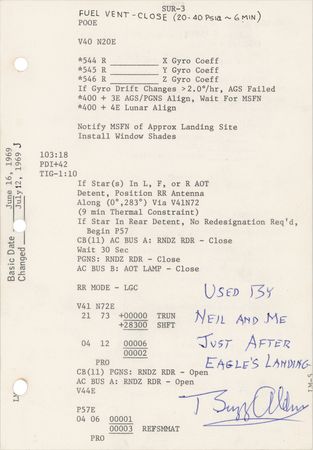 SUR-3
FUEL VENT-CLOSE (20-40 Psia ~ 6 MIN)
POOE
V40 N20E
*544 R __________ X Gyro Coeff
*545 R __________ Y Gyro Coeff
*546 R __________ Z Gyro Coeff
If Gyro Drift Changes >2.0°/hr, AGS Failed
*400 + 3E AGS/PGNS Align, Wait For MSFN
*400 + 4E Lunar Align
Notify MSFN of Approx Landing Site
Install Window Shades
103:18
PDI+42
TIG-1:10
If Star(s) In L, F, or R AOT
Detent, Position RR Antenna
Along (0°,283°) Via V41N72
(9 min Thermal Constraint)
If Star In Rear Detent, No Redesignation Req'd,
Begin P57
CB(11) AC BUS A: RNDZ RDR - Close
Wait 30 Sec
PGNS: RNDZ RDR - Close
AC BUS B: AOT LAMP - Close
RR MODE - LGC
V41 N72E
21 73 +00000 TRUN
+28300 SHFT
04 12 00006
00002
PRO
CB(11) PGNS: RNDZ RDR - Open
AC BUS A: RNDZ RDR - Open
V44E
P57E
04 06 00001
00003 REFSMMAT
PRO
USED BY
NEIL AND ME
JUST AFTER
EAGLE'S LANDING
Buzz Aldrin
Basic Date June 16, 1969
Changed July 12, 1969 J